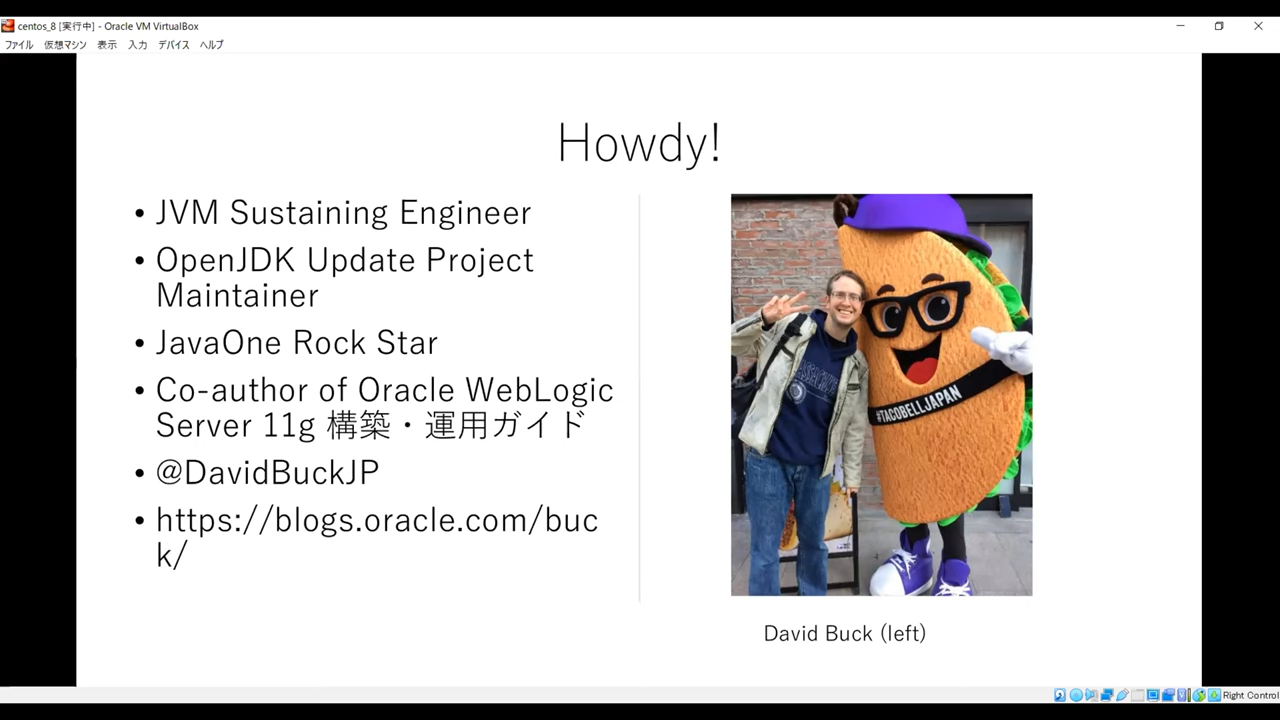 centos_8 [実行中] - Oracle VM VirtualBox
ファイル 仮想マシン 表示 入力 デバイス ヘルプ
Howdy!
• JVM Sustaining Engineer
• OpenJDK Update Project
Maintainer
• JavaOne Rock Star
• Co-author of Oracle WebLogic
Server 11g 構築・運用ガイド
• @DavidBuckJP
• https://blogs.oracle.com/buc
k/
#TACOBELLJAPAN
David Buck (left)
Right Control